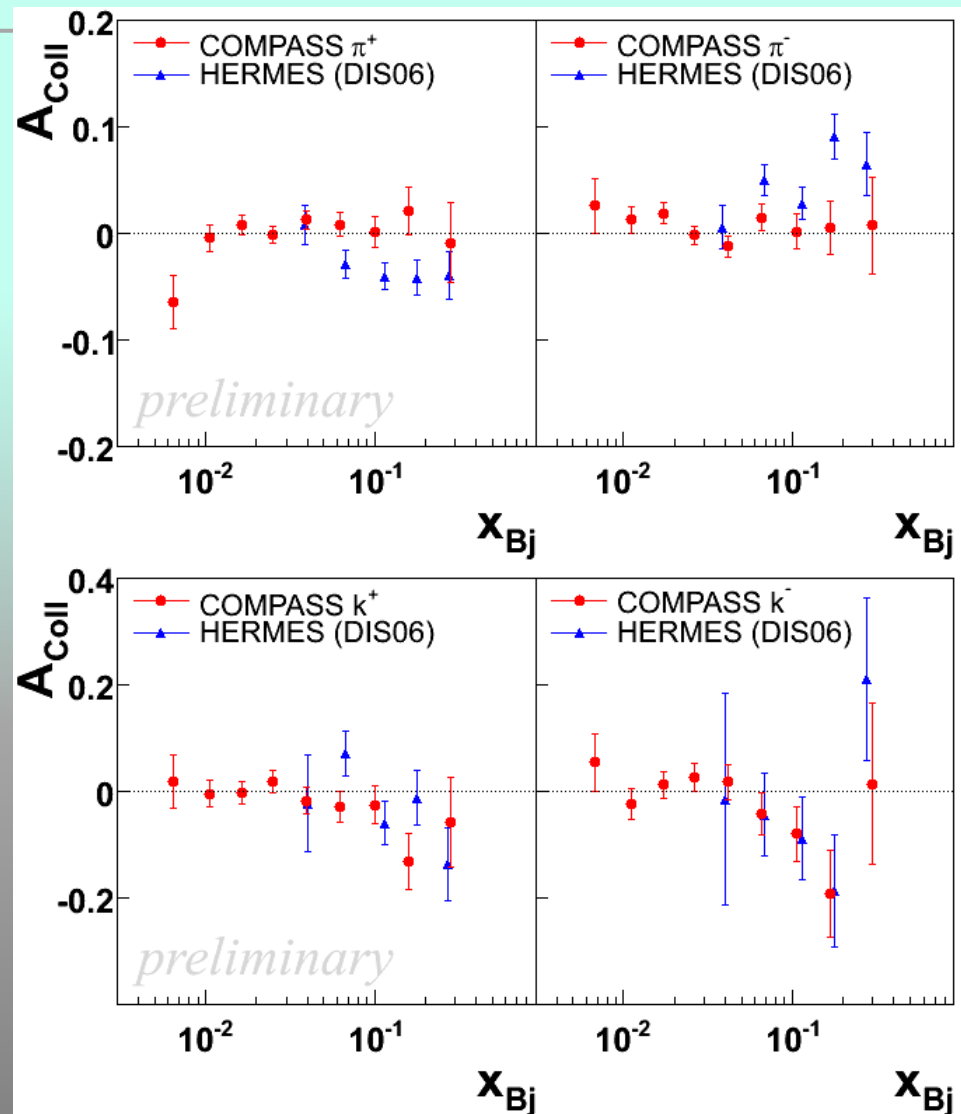 0.2
COMPASS π⁺
HERMES (DIS06)
COMPASS π⁻
HERMES (DIS06)
A_Coll
0.1
0
-0.1
preliminary
-0.2
10⁻² 10⁻¹ 10⁻² 10⁻¹
x_Bj x_Bj
0.4
COMPASS k⁺
HERMES (DIS06)
COMPASS k⁻
HERMES (DIS06)
A_Coll
0.2
0
-0.2
preliminary
10⁻² 10⁻¹ 10⁻² 10⁻¹
x_Bj x_Bj